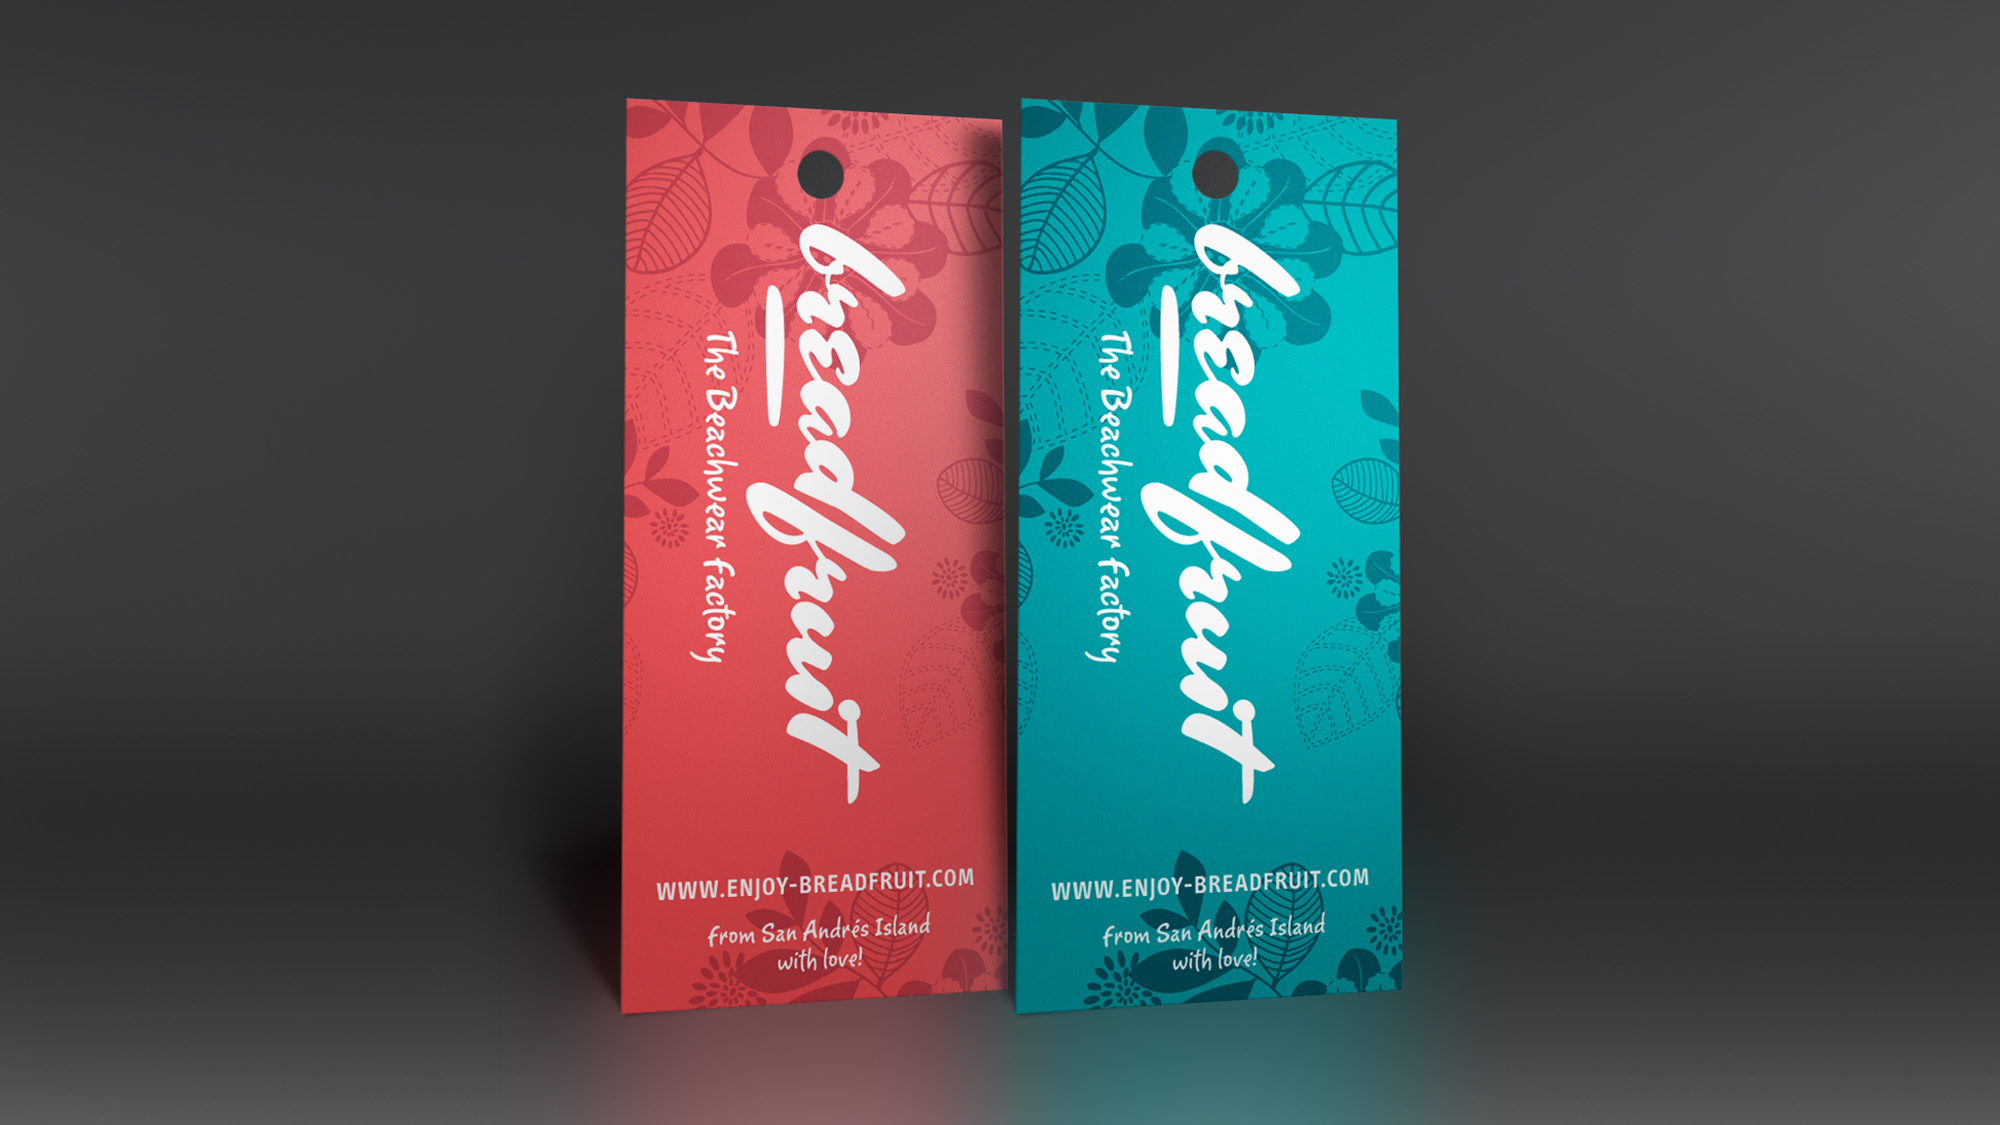 breadfruit
The Beachwear Factory
WWW.ENJOY-BREADFRUIT.COM
from San Andrés Island
with love!
breadfruit
The Beachwear Factory
WWW.ENJOY-BREADFRUIT.COM
from San Andrés Island
with love!